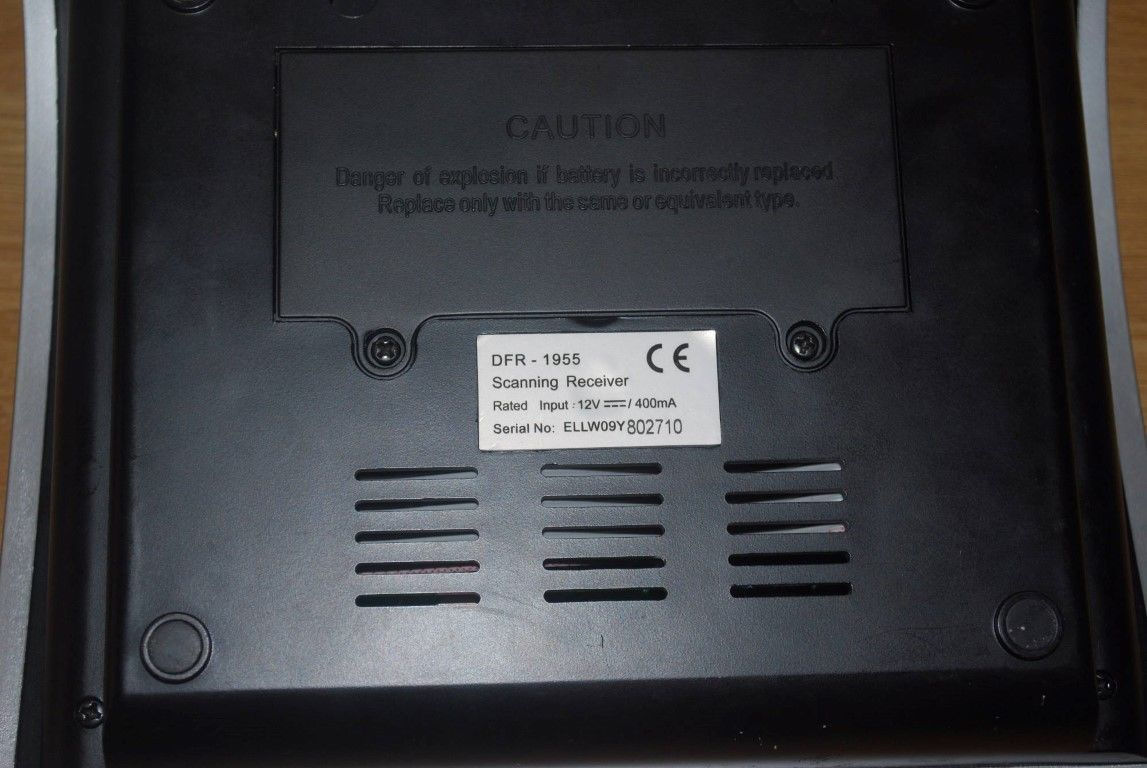 CAUTION
Danger of explosion if battery is incorrectly replaced
Replace only with the same or equivalent type.
DFR - 1955 CE
Scanning Receiver
Rated Input : 12V ⎓ / 400mA
Serial No: ELLW09Y802710